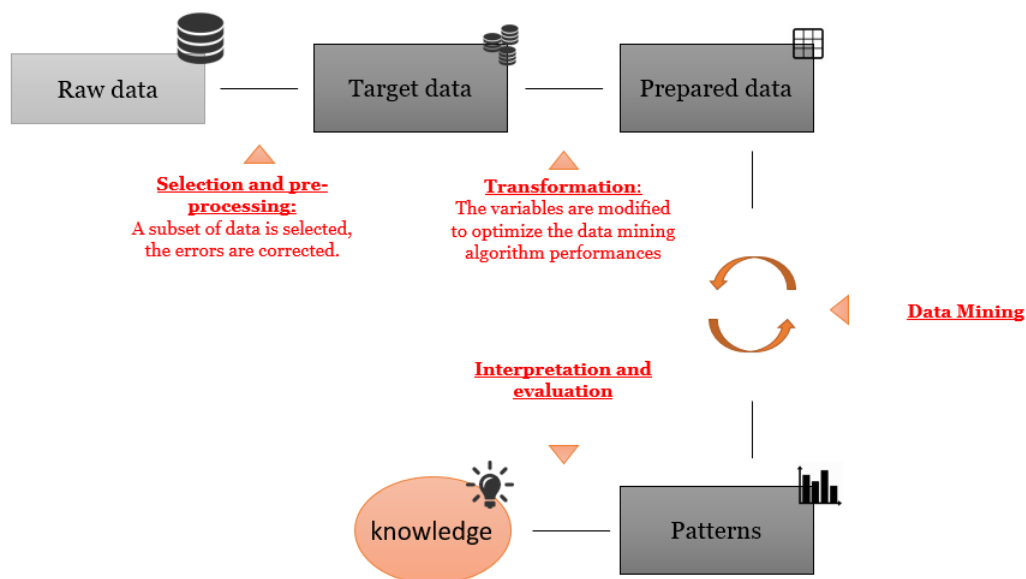 Raw data
Target data
Prepared data
Selection and pre-
processing:
A subset of data is selected,
the errors are corrected.
Transformation:
The variables are modified
to optimize the data mining
algorithm performances
Data Mining
Interpretation and
evaluation
knowledge
Patterns